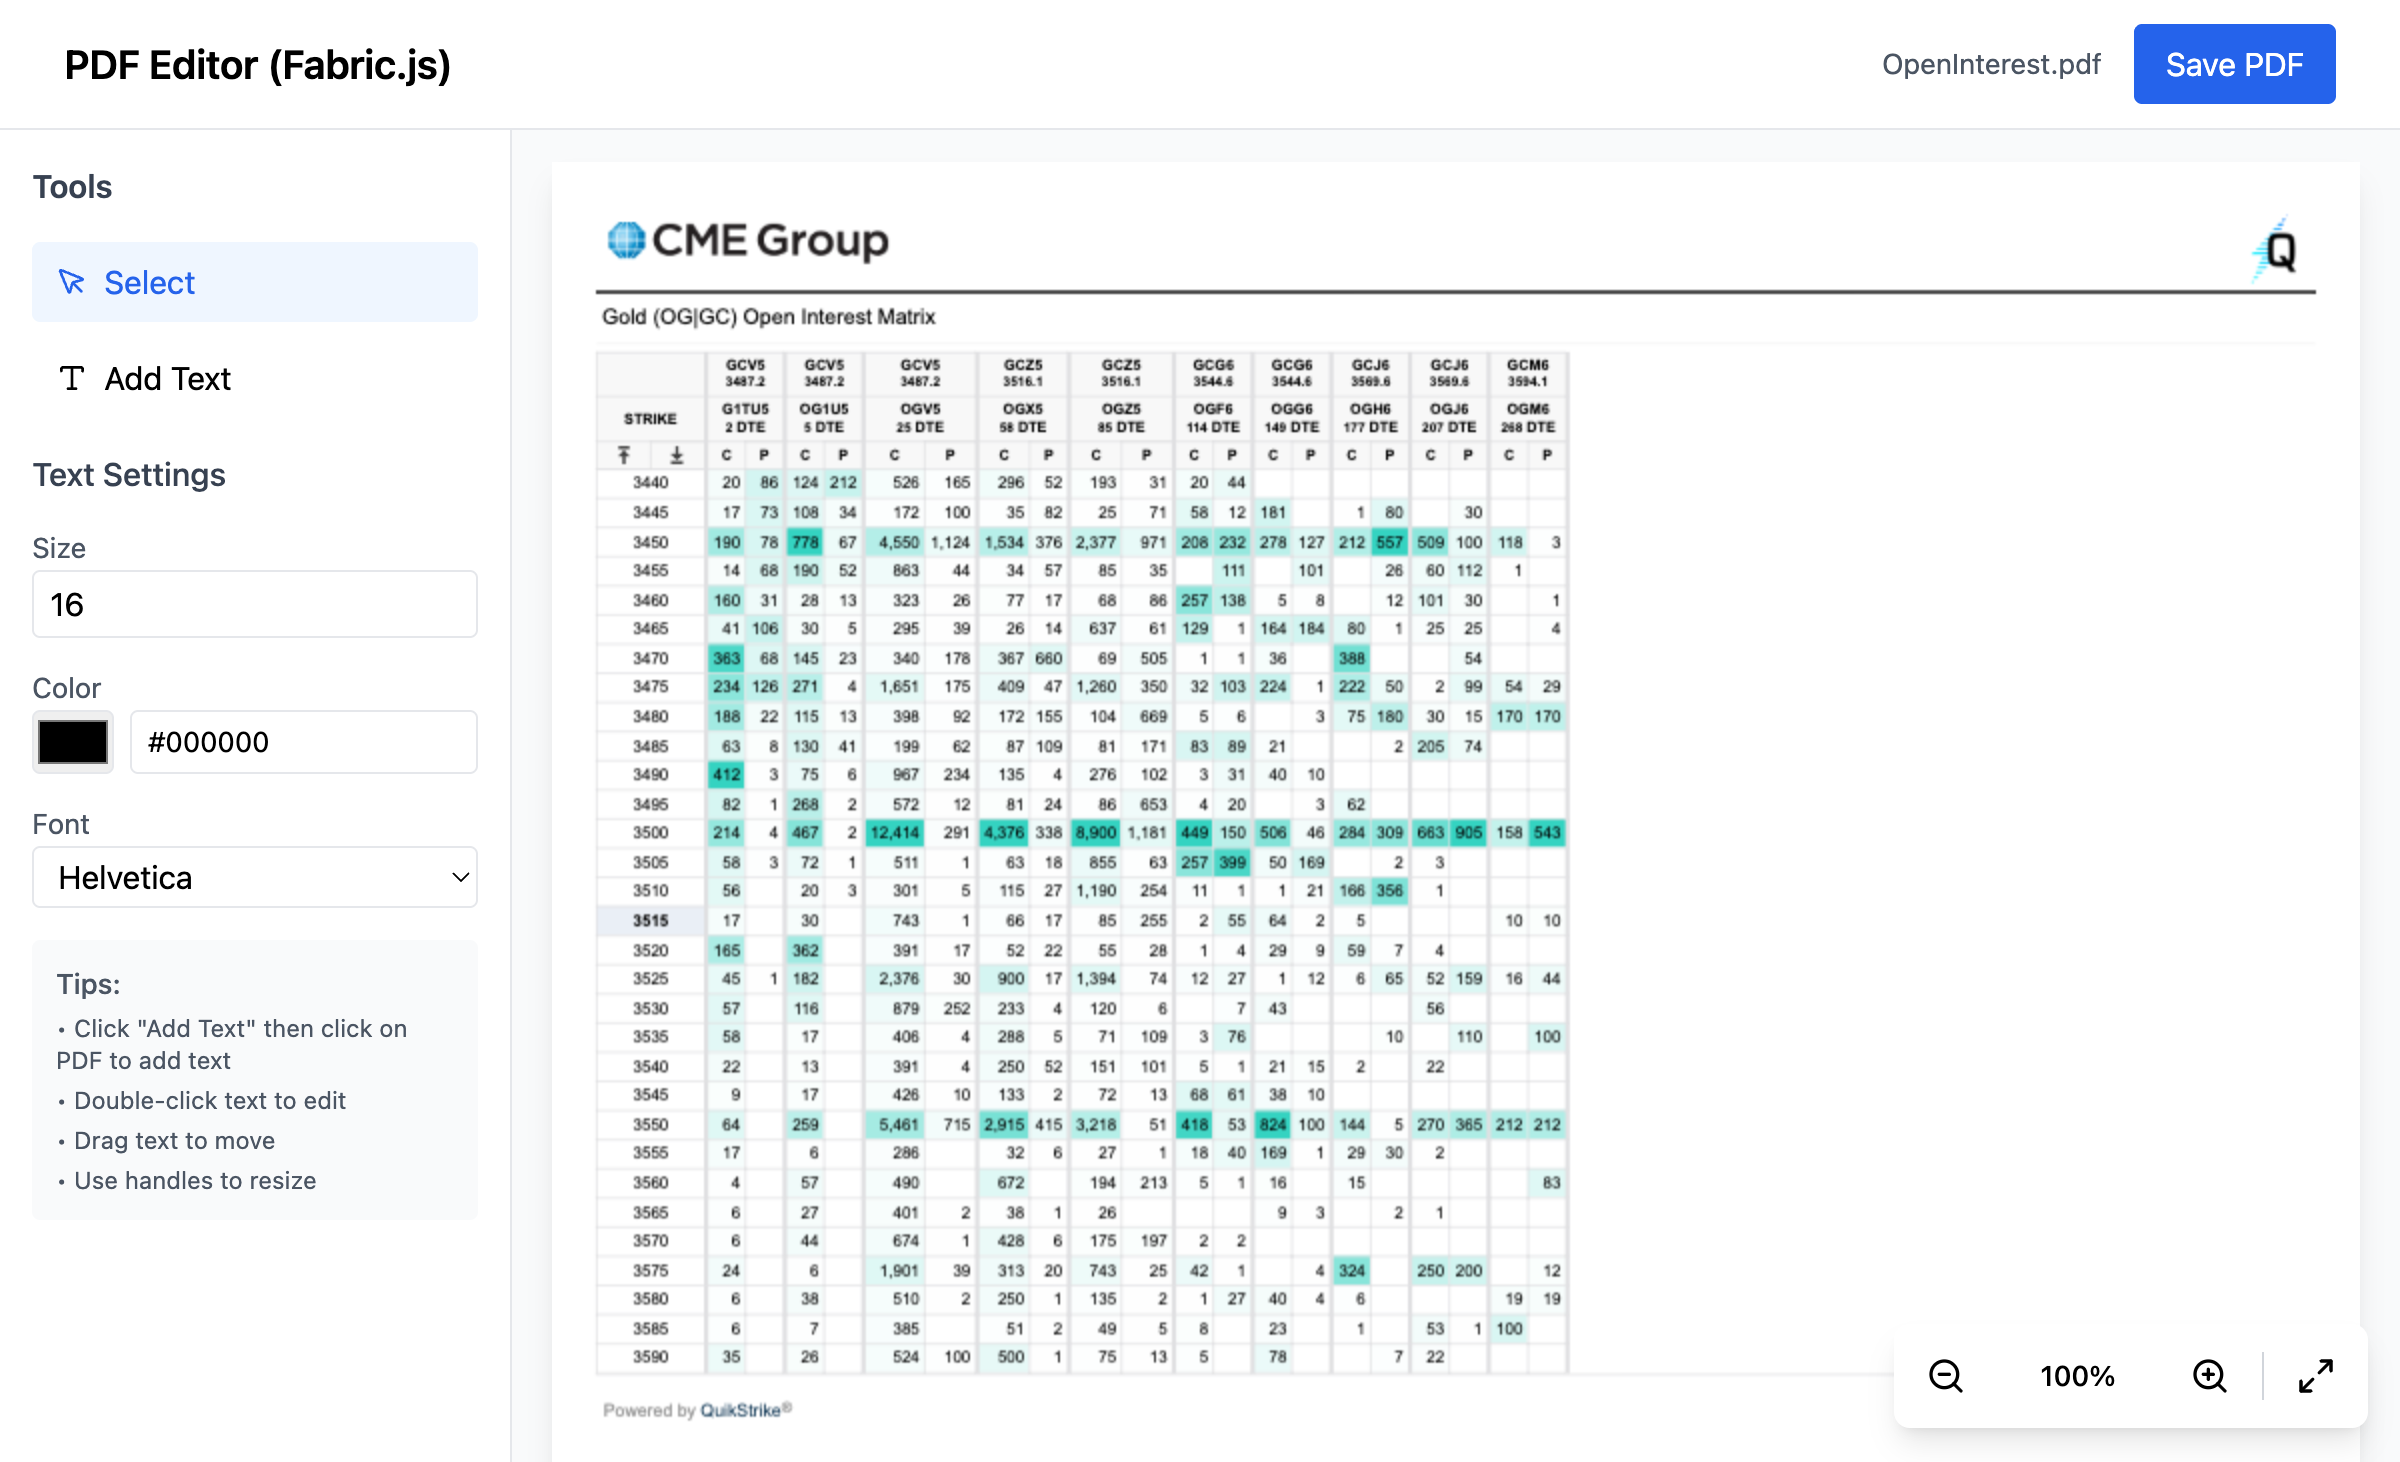 PDF Editor (Fabric.js)
OpenInterest.pdf
Save PDF
Tools
Select
Add Text
Text Settings
Size
16
Color
#000000
Font
Helvetica
Tips:
• Click "Add Text" then click on
PDF to add text
• Double-click text to edit
• Drag text to move
• Use handles to resize
CME Group
Q
Gold (OG|GC) Open Interest Matrix
GCV5 GCV5 GCV5 GCZ5 GCZ5 GCG6 GCG6 GCJ6 GCJ6 GCM6
3487.2 3487.2 3487.2 3516.1 3516.1 3544.6 3544.6 3569.6 3569.6 3594.1
STRIKE G1TU5 OG1U5 OGV5 OGX5 OGZ5 OGF6 OGG6 OGH6 OGJ6 OGM6
2 DTE 5 DTE 25 DTE 58 DTE 85 DTE 114 DTE 149 DTE 177 DTE 207 DTE 268 DTE
C P C P C P C P C P C P C P C P C P C P
3440 20 86 124 212 526 165 296 52 193 31 20 44
3445 17 73 108 34 172 100 35 82 25 71 58 12 181 1 80 30
3450 190 78 778 67 4,550 1,124 1,534 376 2,377 971 208 232 278 127 212 557 509 100 118 3
3455 14 68 190 52 863 44 34 57 85 35 111 101 26 60 112 1
3460 160 31 28 13 323 26 77 17 68 86 257 138 5 8 12 101 30 1
3465 41 106 30 5 295 39 26 14 637 61 129 1 164 184 80 1 25 25 4
3470 363 68 145 23 340 178 367 660 69 505 1 1 36 388 54
3475 234 126 271 4 1,651 175 409 47 1,260 350 32 103 224 1 222 50 2 99 54 29
3480 188 22 115 13 398 92 172 155 104 669 5 6 3 75 180 30 15 170 170
3485 63 8 130 41 199 62 87 109 81 171 83 89 21 2 205 74
3490 412 3 75 6 967 234 135 4 276 102 3 31 40 10
3495 82 1 268 2 572 12 81 24 86 653 4 20 3 62
3500 214 4 467 2 12,414 291 4,376 338 8,900 1,181 449 150 506 46 284 309 663 905 158 543
3505 58 3 72 1 511 1 63 18 855 63 257 399 50 169 2 3
3510 56 20 3 301 5 115 27 1,190 254 11 1 1 21 166 356 1
3515 17 30 743 1 66 17 85 255 2 55 64 2 5 10 10
3520 165 362 391 17 52 22 55 28 1 4 29 9 59 7 4
3525 45 1 182 2,376 30 900 17 1,394 74 12 27 1 12 6 65 52 159 16 44
3530 57 116 879 252 233 4 120 6 7 43 56
3535 58 17 406 4 288 5 71 109 3 76 10 110 100
3540 22 13 391 4 250 52 151 101 5 1 21 15 2 22
3545 9 17 426 10 133 2 72 13 68 61 38 10
3550 64 259 5,461 715 2,915 415 3,218 51 418 53 824 100 144 5 270 365 212 212
3555 17 6 286 32 6 27 1 18 40 169 1 29 30 2
3560 4 57 490 672 194 213 5 1 16 15 83
3565 6 27 401 2 38 1 26 9 3 2 1
3570 6 44 674 1 428 6 175 197 2 2
3575 24 6 1,901 39 313 20 743 25 42 1 4 324 250 200 12
3580 6 38 510 2 250 1 135 2 1 27 40 4 6 19 19
3585 6 7 385 51 2 49 5 8 23 1 53 1 100
3590 35 26 524 100 500 1 75 13 5 78 7 22
Powered by QuikStrike®
100%